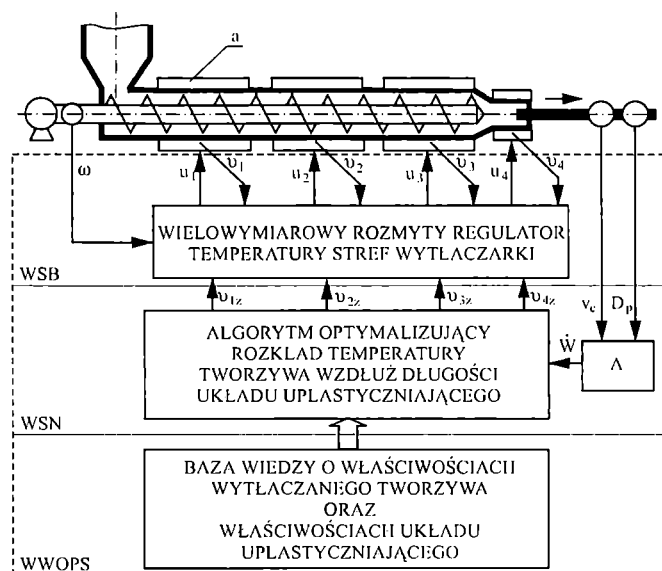 a
ω
u1 υ1 u2 υ2 u3 υ3 u4 υ4
WIELOWYMIAROWY ROZMYTY REGULATOR
TEMPERATURY STREF WYTŁACZARKI
WSB
υ1z υ2z υ3z υ4z
vc Dp
ALGORYTM OPTYMALIZUJĄCY
ROZKŁAD TEMPERATURY
TWORZYWA WZDŁUŻ DŁUGOŚCI
UKŁADU UPLASTYCZNIAJĄCEGO
Ẇ
A
WSN
BAZA WIEDZY O WŁAŚCIWOŚCIACH
WYTŁACZANEGO TWORZYWA
ORAZ
WŁAŚCIWOŚCIACH UKŁADU
UPLASTYCZNIAJĄCEGO
WWOPS